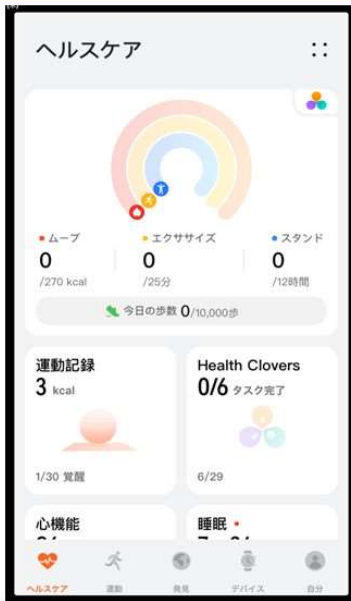 ヘルスケア
ムーブ
エクササイズ
スタンド
0
0
0
/270 kcal
/25分
/12時間
今日の歩数 0/10,000歩
運動記録
3 kcal
1/30 覚醒
Health Clovers
0/6 タスク完了
6/29
心機能
睡眠
ヘルスケア
運動
発見
デバイス
自分